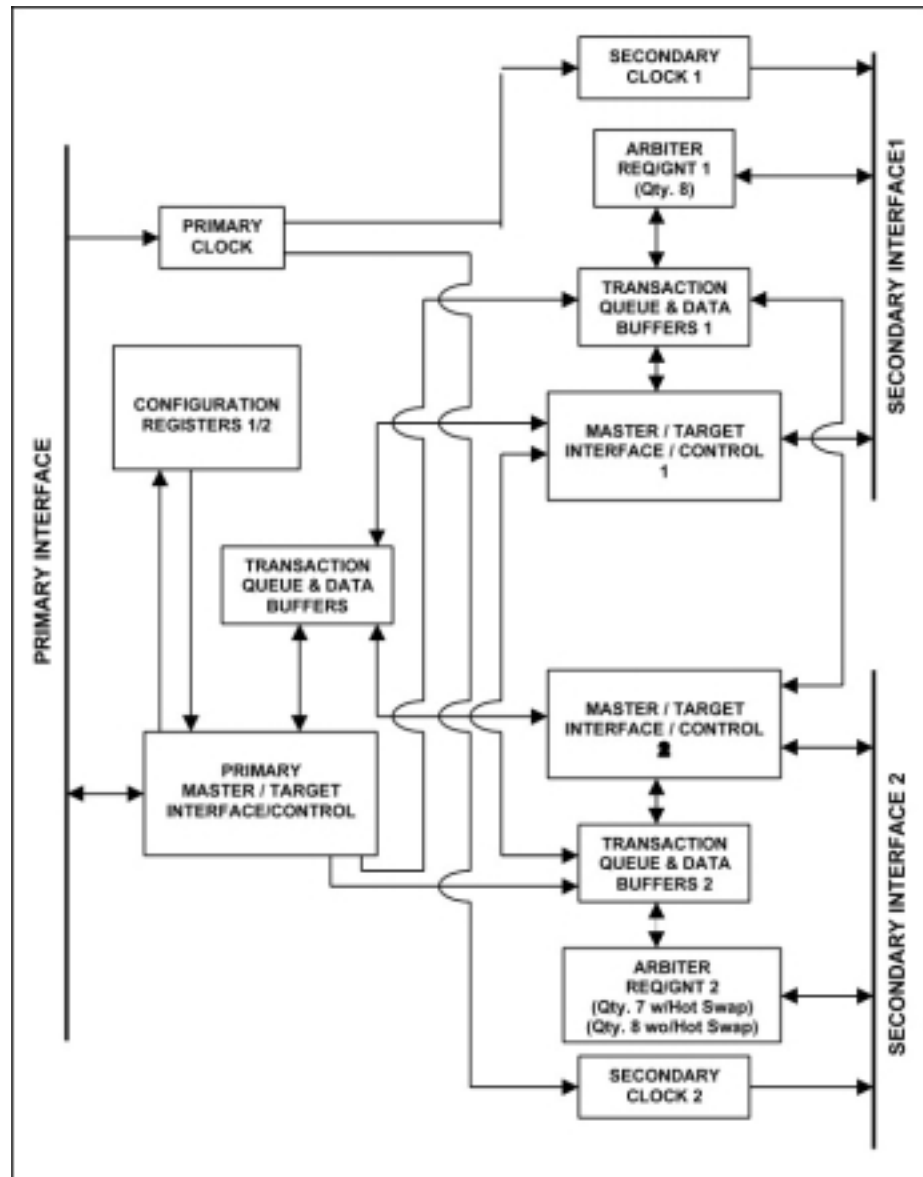 SECONDARY
CLOCK 1
ARBITER
REQ/GNT 1
(Qty. 8)
PRIMARY
CLOCK
TRANSACTION
QUEUE & DATA
BUFFERS 1
SECONDARY INTERFACE1
CONFIGURATION
REGISTERS 1/2
MASTER / TARGET
INTERFACE / CONTROL
1
PRIMARY INTERFACE
TRANSACTION
QUEUE & DATA
BUFFERS
MASTER / TARGET
INTERFACE / CONTROL
2
PRIMARY
MASTER / TARGET
INTERFACE/CONTROL
TRANSACTION
QUEUE & DATA
BUFFERS 2
SECONDARY INTERFACE 2
ARBITER
REQ/GNT 2
(Qty. 7 w/Hot Swap)
(Qty. 8 wo/Hot Swap)
SECONDARY
CLOCK 2